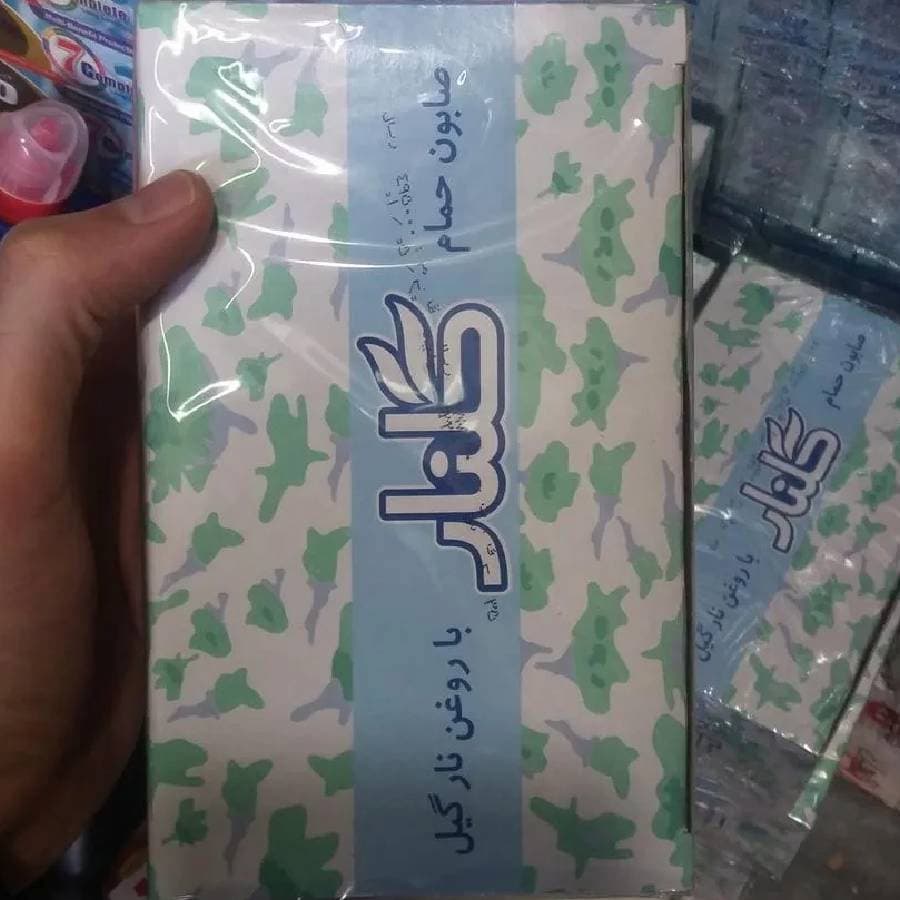 صابون حمام
گلنار
با روغن نارگیل
صابون حمام
گلنار
با روغن نارگیل